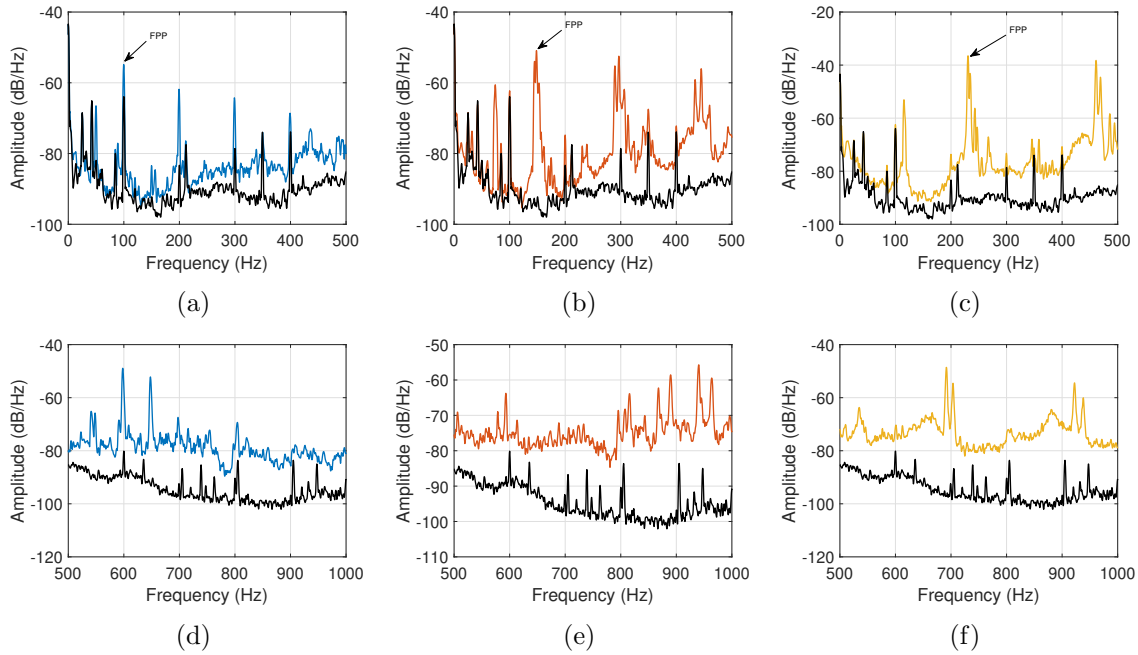 -40
-60
-80
-100
Amplitude (dB/Hz)
FPP
0 100 200 300 400 500
Frequency (Hz)
(a)
-40
-60
-80
-100
Amplitude (dB/Hz)
FPP
0 100 200 300 400 500
Frequency (Hz)
(b)
-20
-40
-60
-80
-100
Amplitude (dB/Hz)
FPP
0 100 200 300 400 500
Frequency (Hz)
(c)
-40
-60
-80
-100
-120
Amplitude (dB/Hz)
500 600 700 800 900 1000
Frequency (Hz)
(d)
-50
-60
-70
-80
-90
-100
-110
Amplitude (dB/Hz)
500 600 700 800 900 1000
Frequency (Hz)
(e)
-40
-60
-80
-100
-120
Amplitude (dB/Hz)
500 600 700 800 900 1000
Frequency (Hz)
(f)